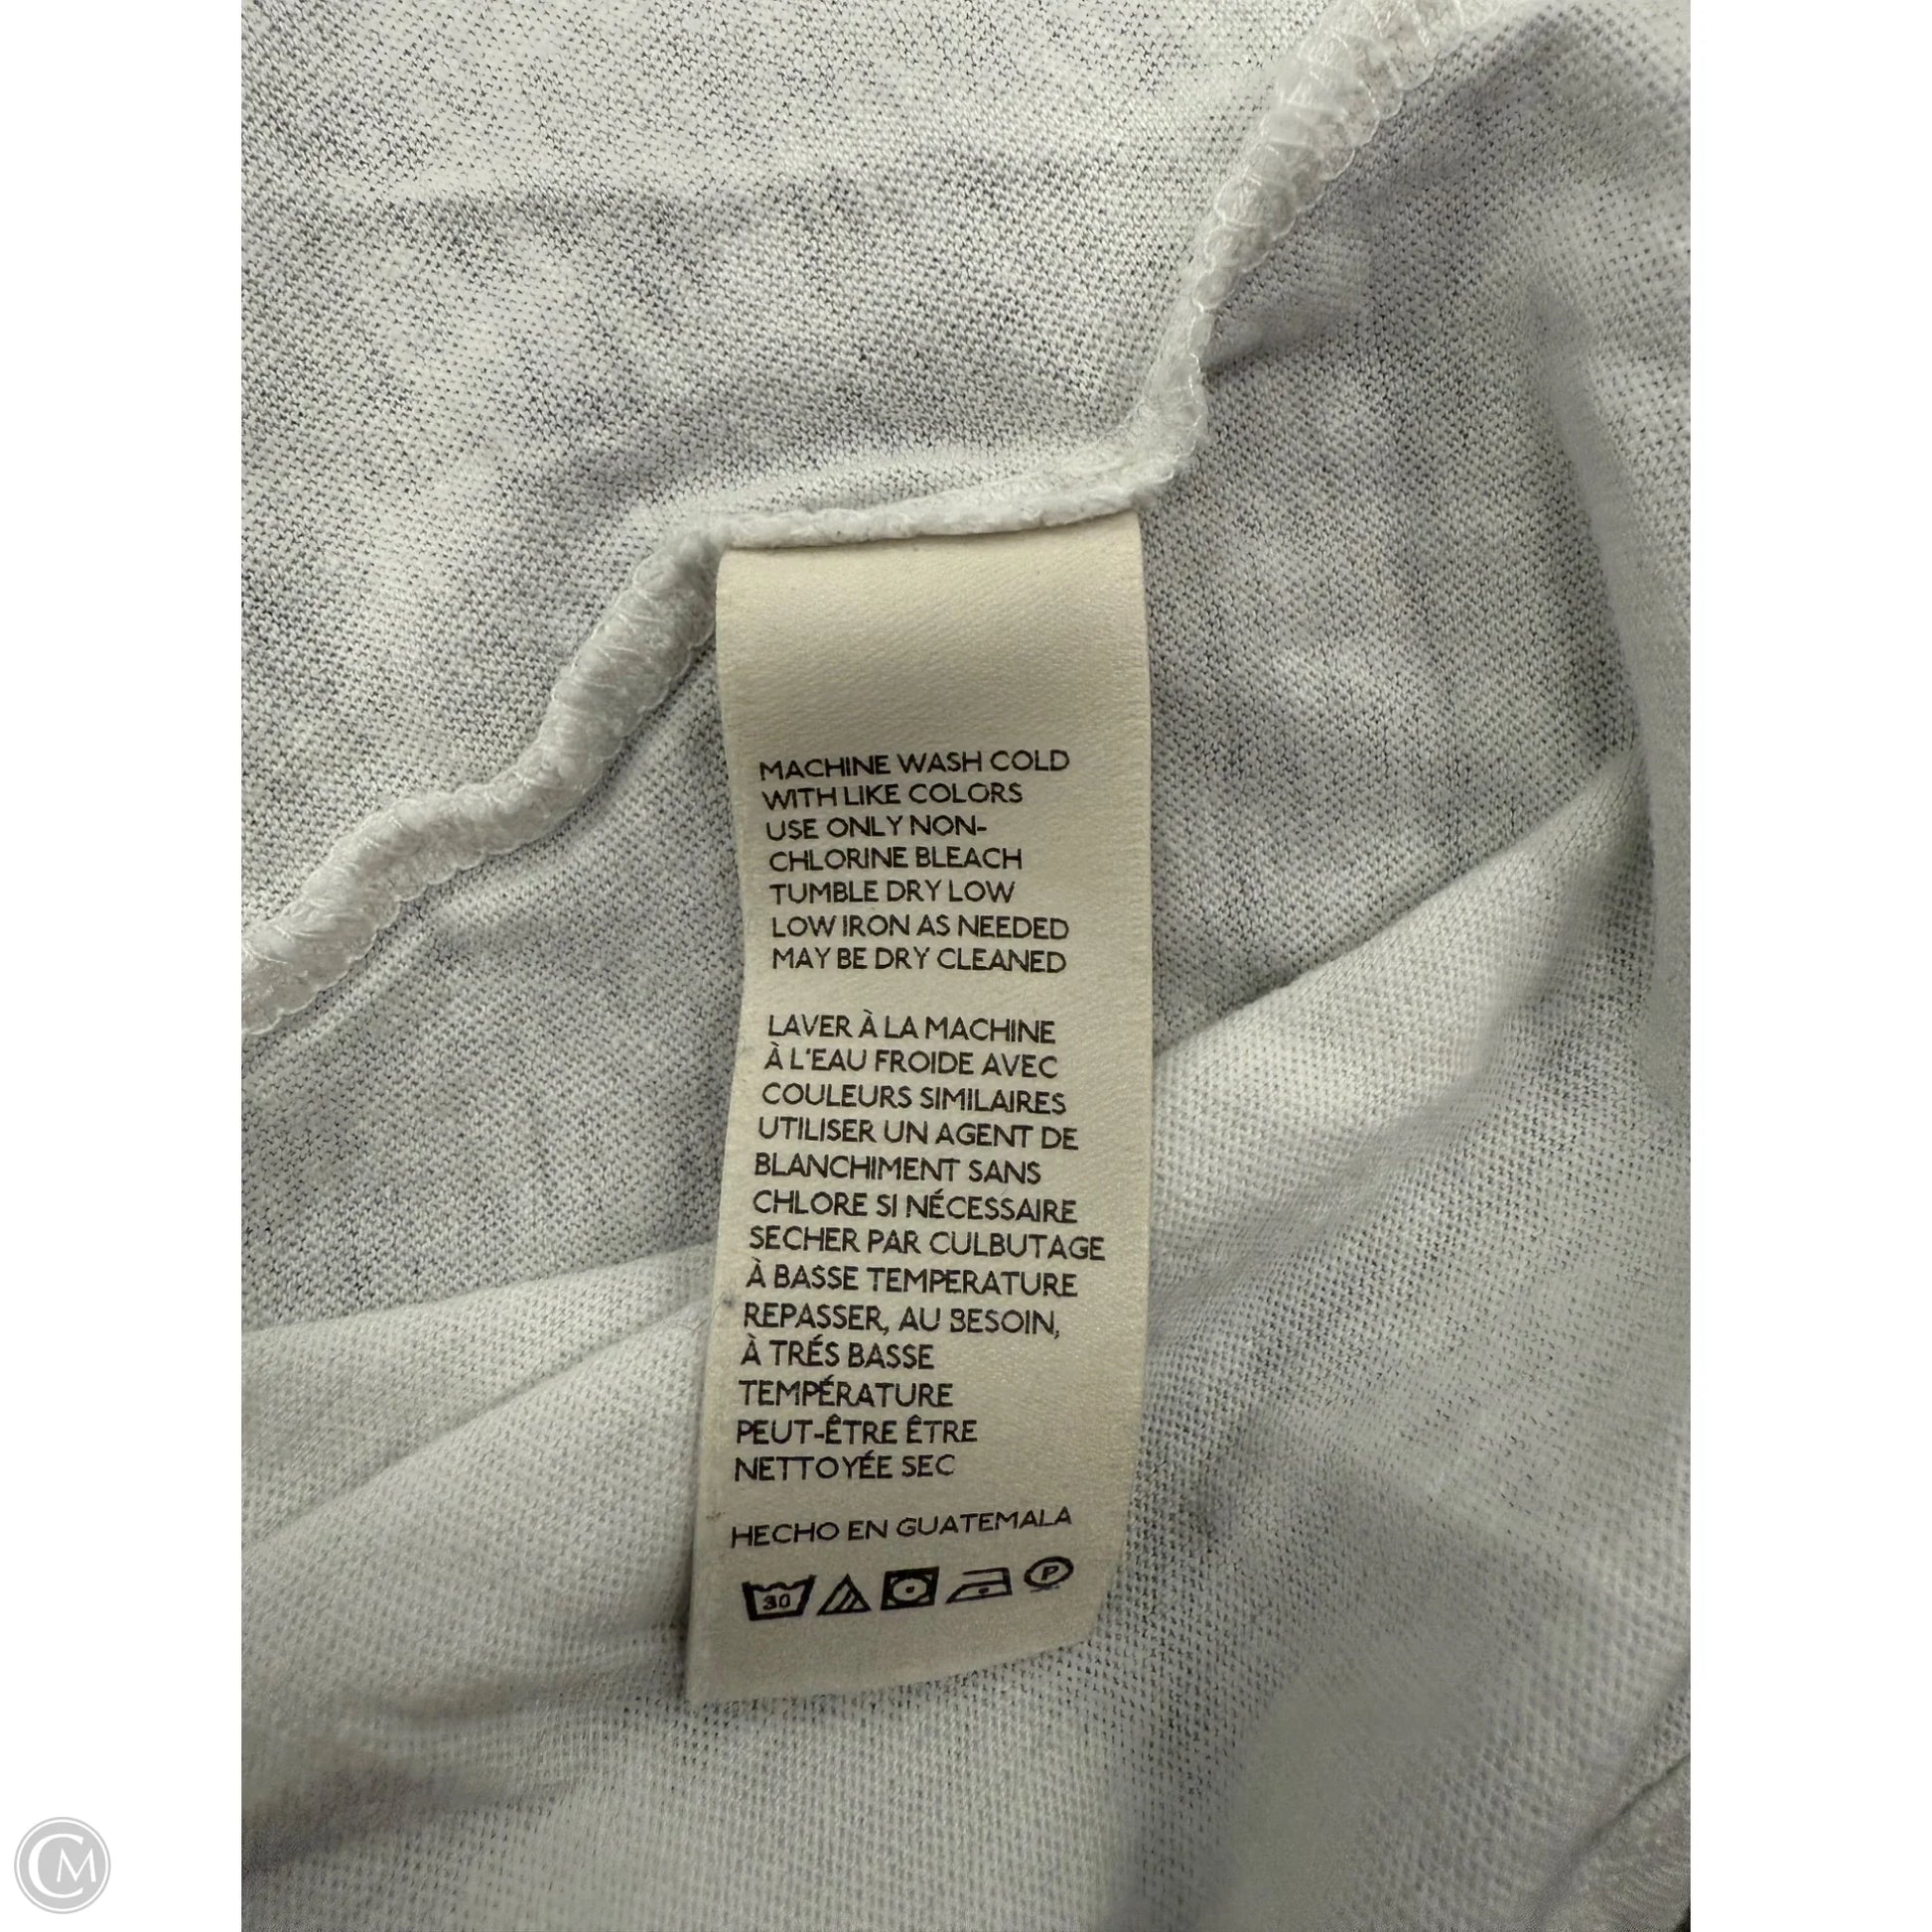 MACHINE WASH COLD
WITH LIKE COLORS
USE ONLY NON-
CHLORINE BLEACH
TUMBLE DRY LOW
LOW IRON AS NEEDED
MAY BE DRY CLEANED
LAVER À LA MACHINE
À L'EAU FROIDE AVEC
COULEURS SIMILAIRES
UTILISER UN AGENT DE
BLANCHIMENT SANS
CHLORE SI NÉCESSAIRE
SECHER PAR CULBUTAGE
À BASSE TEMPERATURE
REPASSER, AU BESOIN,
À TRÉS BASSE
TEMPÉRATURE
PEUT-ÊTRE ÊTRE
NETTOYÉE SEC
HECHO EN GUATEMALA
30 P
CM